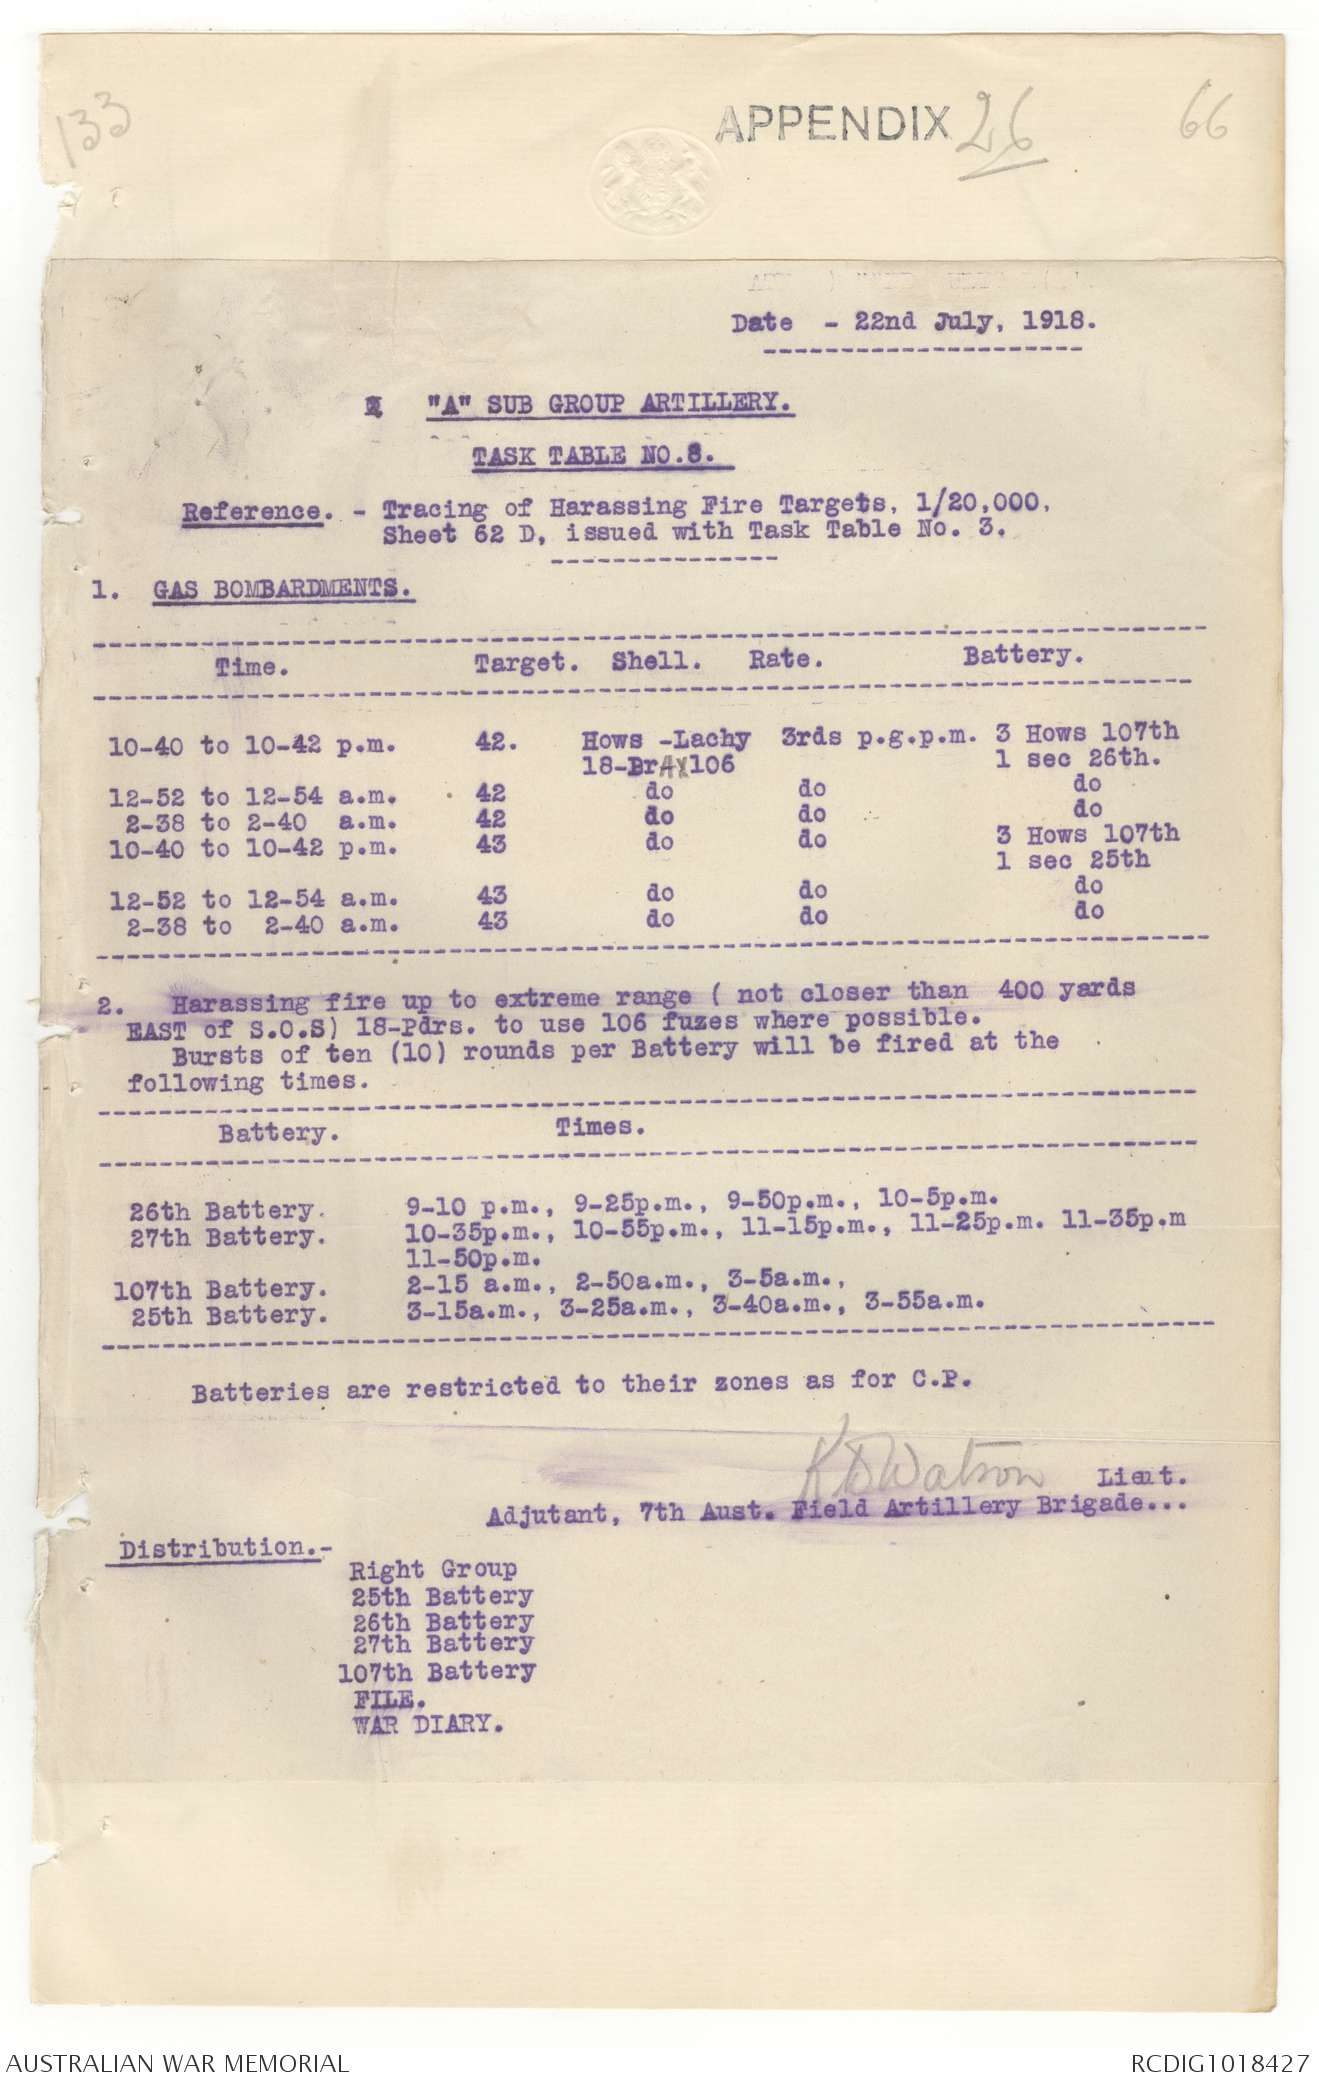 133
APPENDIX 26
66
Date - 22nd July, 1918.
"A" SUB GROUP ARTILLERY.
TASK TABLE NO.8.
Reference. - Tracing of Harassing Fire Targets, 1/20,000,
Sheet 62 D, issued with Task Table No. 3.
1. GAS BOMBARDMENTS.
Time. Target. Shell. Rate. Battery.
10-40 to 10-42 p.m. 42. Hows -Lachy 3rds p.g.p.m. 3 Hows 107th
18-Pr AX 106 1 sec 26th.
12-52 to 12-54 a.m. 42 do do do
2-38 to 2-40 a.m. 42 do do do
10-40 to 10-42 p.m. 43 do do 3 Hows 107th
1 sec 25th
12-52 to 12-54 a.m. 43 do do do
2-38 to 2-40 a.m. 43 do do do
2. Harassing fire up to extreme range ( not closer than 400 yards
EAST of S.O.S) 18-Pdrs. to use 106 fuzes where possible.
Bursts of ten (10) rounds per Battery will be fired at the
following times.
Battery. Times.
26th Battery. 9-10 p.m., 9-25p.m., 9-50p.m., 10-5p.m.
27th Battery. 10-35p.m., 10-55p.m., 11-15p.m., 11-25p.m. 11-35p.m
11-50p.m.
107th Battery. 2-15 a.m., 2-50a.m., 3-5a.m.,
25th Battery. 3-15a.m., 3-25a.m., 3-40a.m., 3-55a.m.
Batteries are restricted to their zones as for C.P.
K D Watson Lieut.
Adjutant, 7th Aust. Field Artillery Brigade...
Distribution.-
Right Group
25th Battery
26th Battery
27th Battery
107th Battery
FILE.
WAR DIARY.
AUSTRALIAN WAR MEMORIAL
RCDIG1018427